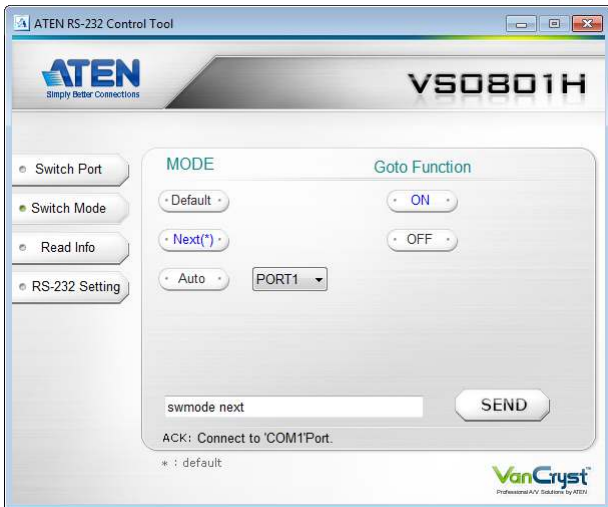 ATEN RS-232 Control Tool
ATEN
Simply Better Connections
VS0801H
Switch Port
Switch Mode
Read Info
RS-232 Setting
MODE
Goto Function
Default
ON
Next(*)
OFF
Auto
PORT1
swmode next
SEND
ACK: Connect to 'COM1'Port.
* : default
VanCryst™
Professional A/V Solutions by ATEN